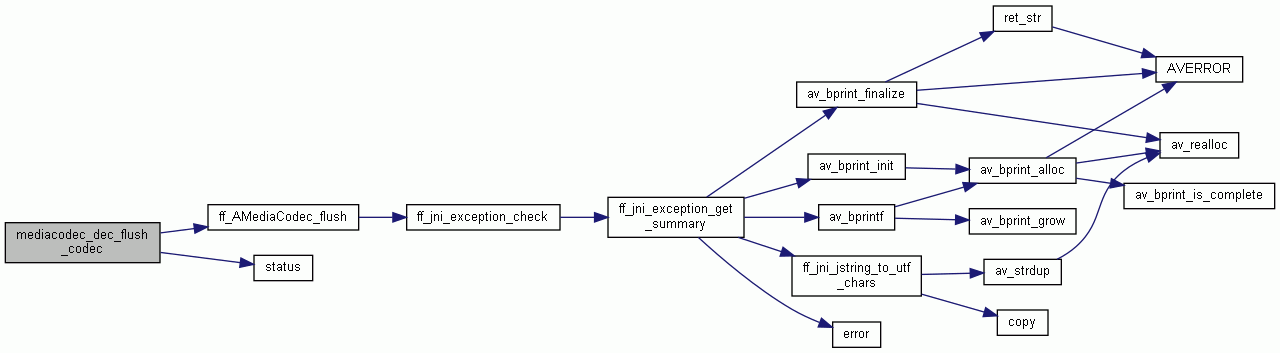 mediacodec_dec_flush
_codec
ff_AMediaCodec_flush
status
ff_jni_exception_check
ff_jni_exception_get
_summary
av_bprint_finalize
av_bprint_init
av_bprintf
ff_jni_jstring_to_utf
_chars
error
ret_str
av_bprint_alloc
av_bprint_grow
av_strdup
copy
AVERROR
av_realloc
av_bprint_is_complete